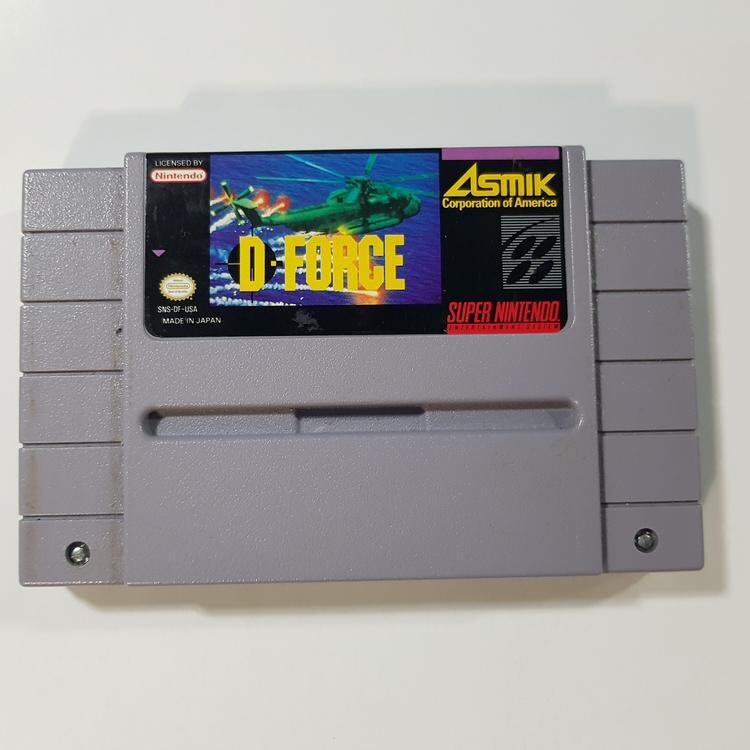 LICENSED BY
Nintendo
D·FORCE
SNS-DF-USA
MADE IN JAPAN
ASMIK
Corporation of America
SUPER NINTENDO
ENTERTAINMENT SYSTEM